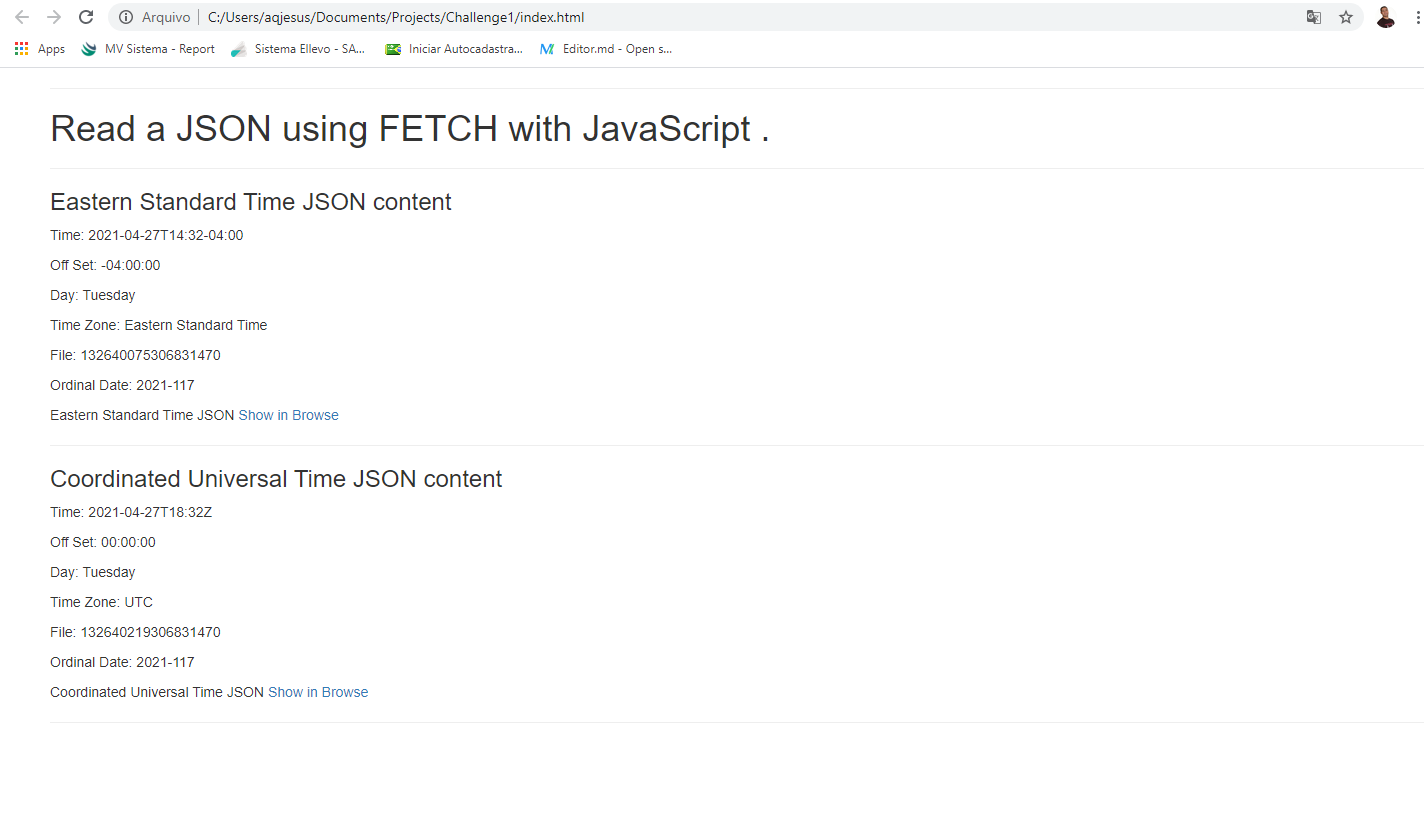 Arquivo C:/Users/aqjesus/Documents/Projects/Challenge1/index.html
Apps MV Sistema - Report Sistema Ellevo - SA... Iniciar Autocadastra... Editor.md - Open s...
Read a JSON using FETCH with JavaScript .
Eastern Standard Time JSON content
Time: 2021-04-27T14:32-04:00
Off Set: -04:00:00
Day: Tuesday
Time Zone: Eastern Standard Time
File: 132640075306831470
Ordinal Date: 2021-117
Eastern Standard Time JSON Show in Browse
Coordinated Universal Time JSON content
Time: 2021-04-27T18:32Z
Off Set: 00:00:00
Day: Tuesday
Time Zone: UTC
File: 132640219306831470
Ordinal Date: 2021-117
Coordinated Universal Time JSON Show in Browse